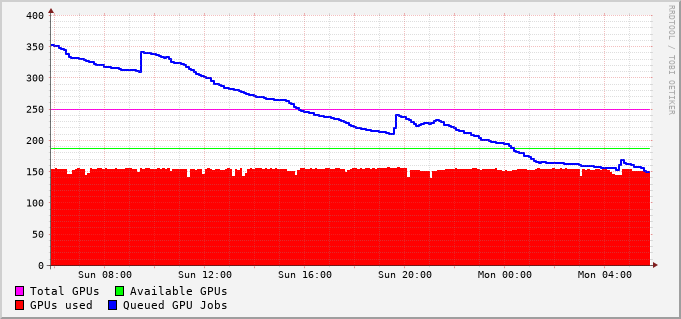 400
350
300
250
200
150
100
50
0
Sun 08:00 Sun 12:00 Sun 16:00 Sun 20:00 Mon 00:00 Mon 04:00
Total GPUs Available GPUs
GPUs used Queued GPU Jobs
RRDTOOL / TOBI OETIKER